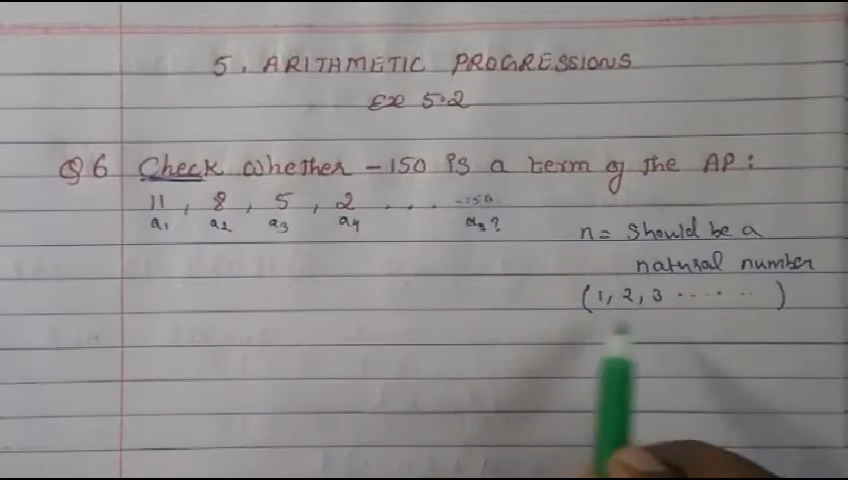 5. ARITHMETIC PROGRESSIONS
Ex 5.2
Q6 Check whether -150 is a term of the AP:
11, 8, 5, 2 . . . -150
a1 a2 a3 a4 ?
n= should be a
natural number
(1, 2, 3 ........)